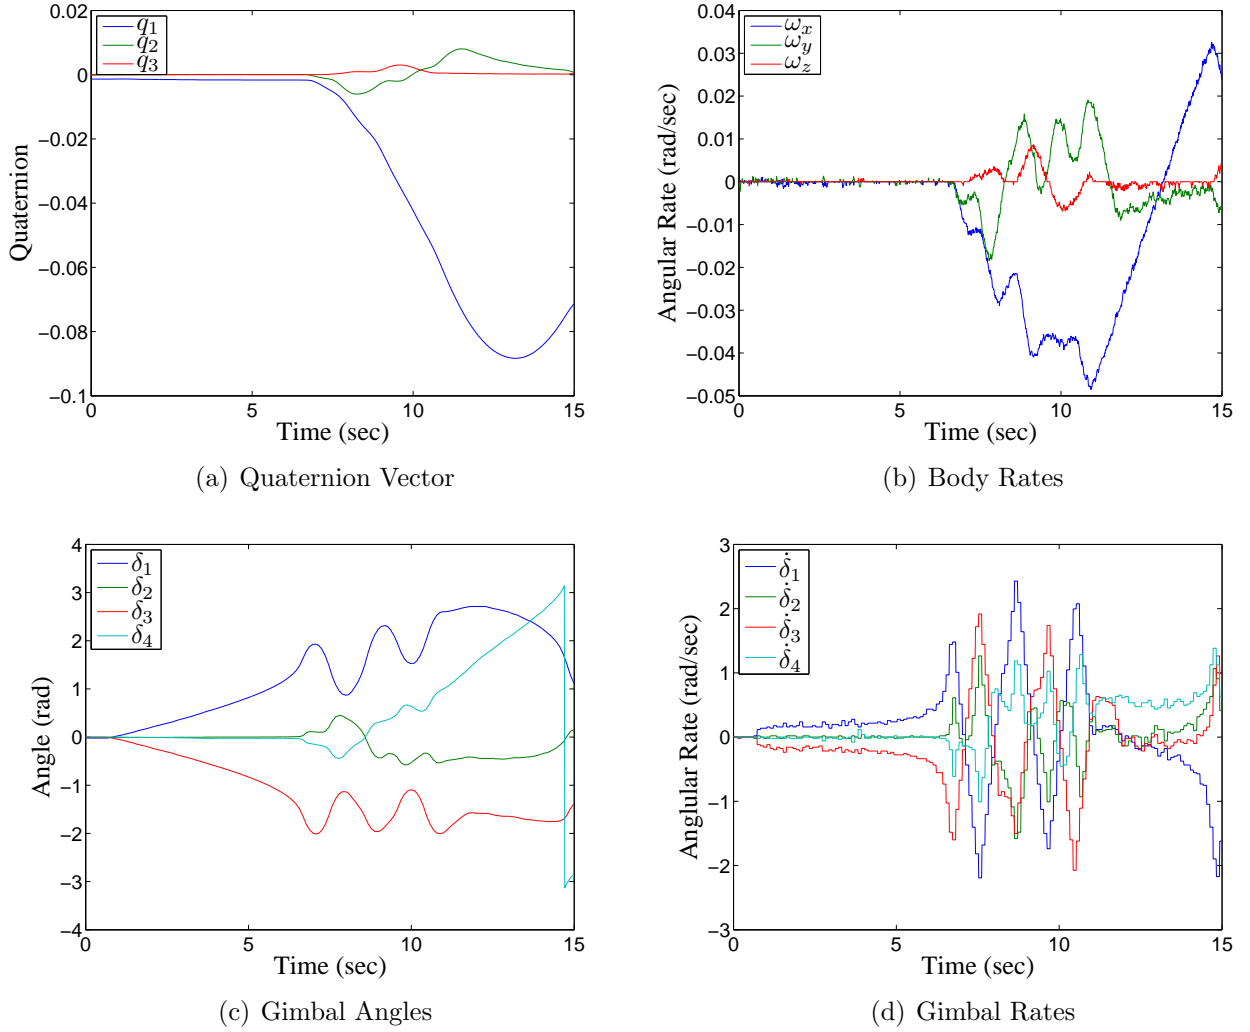 0.02
0
−0.02
−0.04
−0.06
−0.08
−0.1
Quaternion
q1
q2
q3
0 5 10 15
Time (sec)
(a) Quaternion Vector
0.04
0.03
0.02
0.01
0
−0.01
−0.02
−0.03
−0.04
−0.05
Angular Rate (rad/sec)
ωx
ωy
ωz
0 5 10 15
Time (sec)
(b) Body Rates
4
3
2
1
0
−1
−2
−3
−4
Angle (rad)
δ1
δ2
δ3
δ4
0 5 10 15
Time (sec)
(c) Gimbal Angles
3
2
1
0
−1
−2
−3
Anglular Rate (rad/sec)
δ̇1
δ̇2
δ̇3
δ̇4
0 5 10 15
Time (sec)
(d) Gimbal Rates